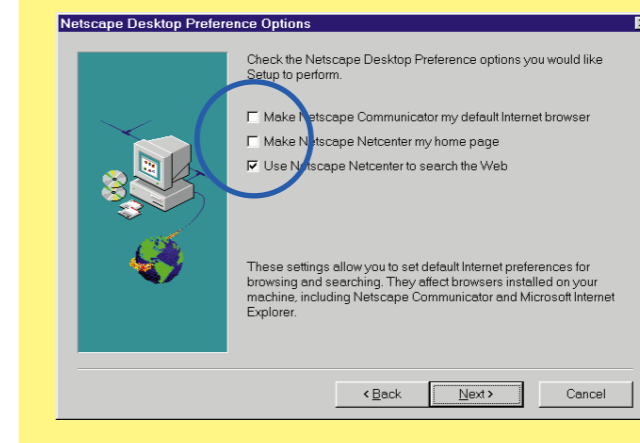 Netscape Desktop Preference Options
Check the Netscape Desktop Preference options you would like
Setup to perform.
Make Netscape Communicator my default Internet browser
Make Netscape Netcenter my home page
Use Netscape Netcenter to search the Web
These settings allow you to set default Internet preferences for
browsing and searching. They affect browsers installed on your
machine, including Netscape Communicator and Microsoft Internet
Explorer.
< Back
Next >
Cancel